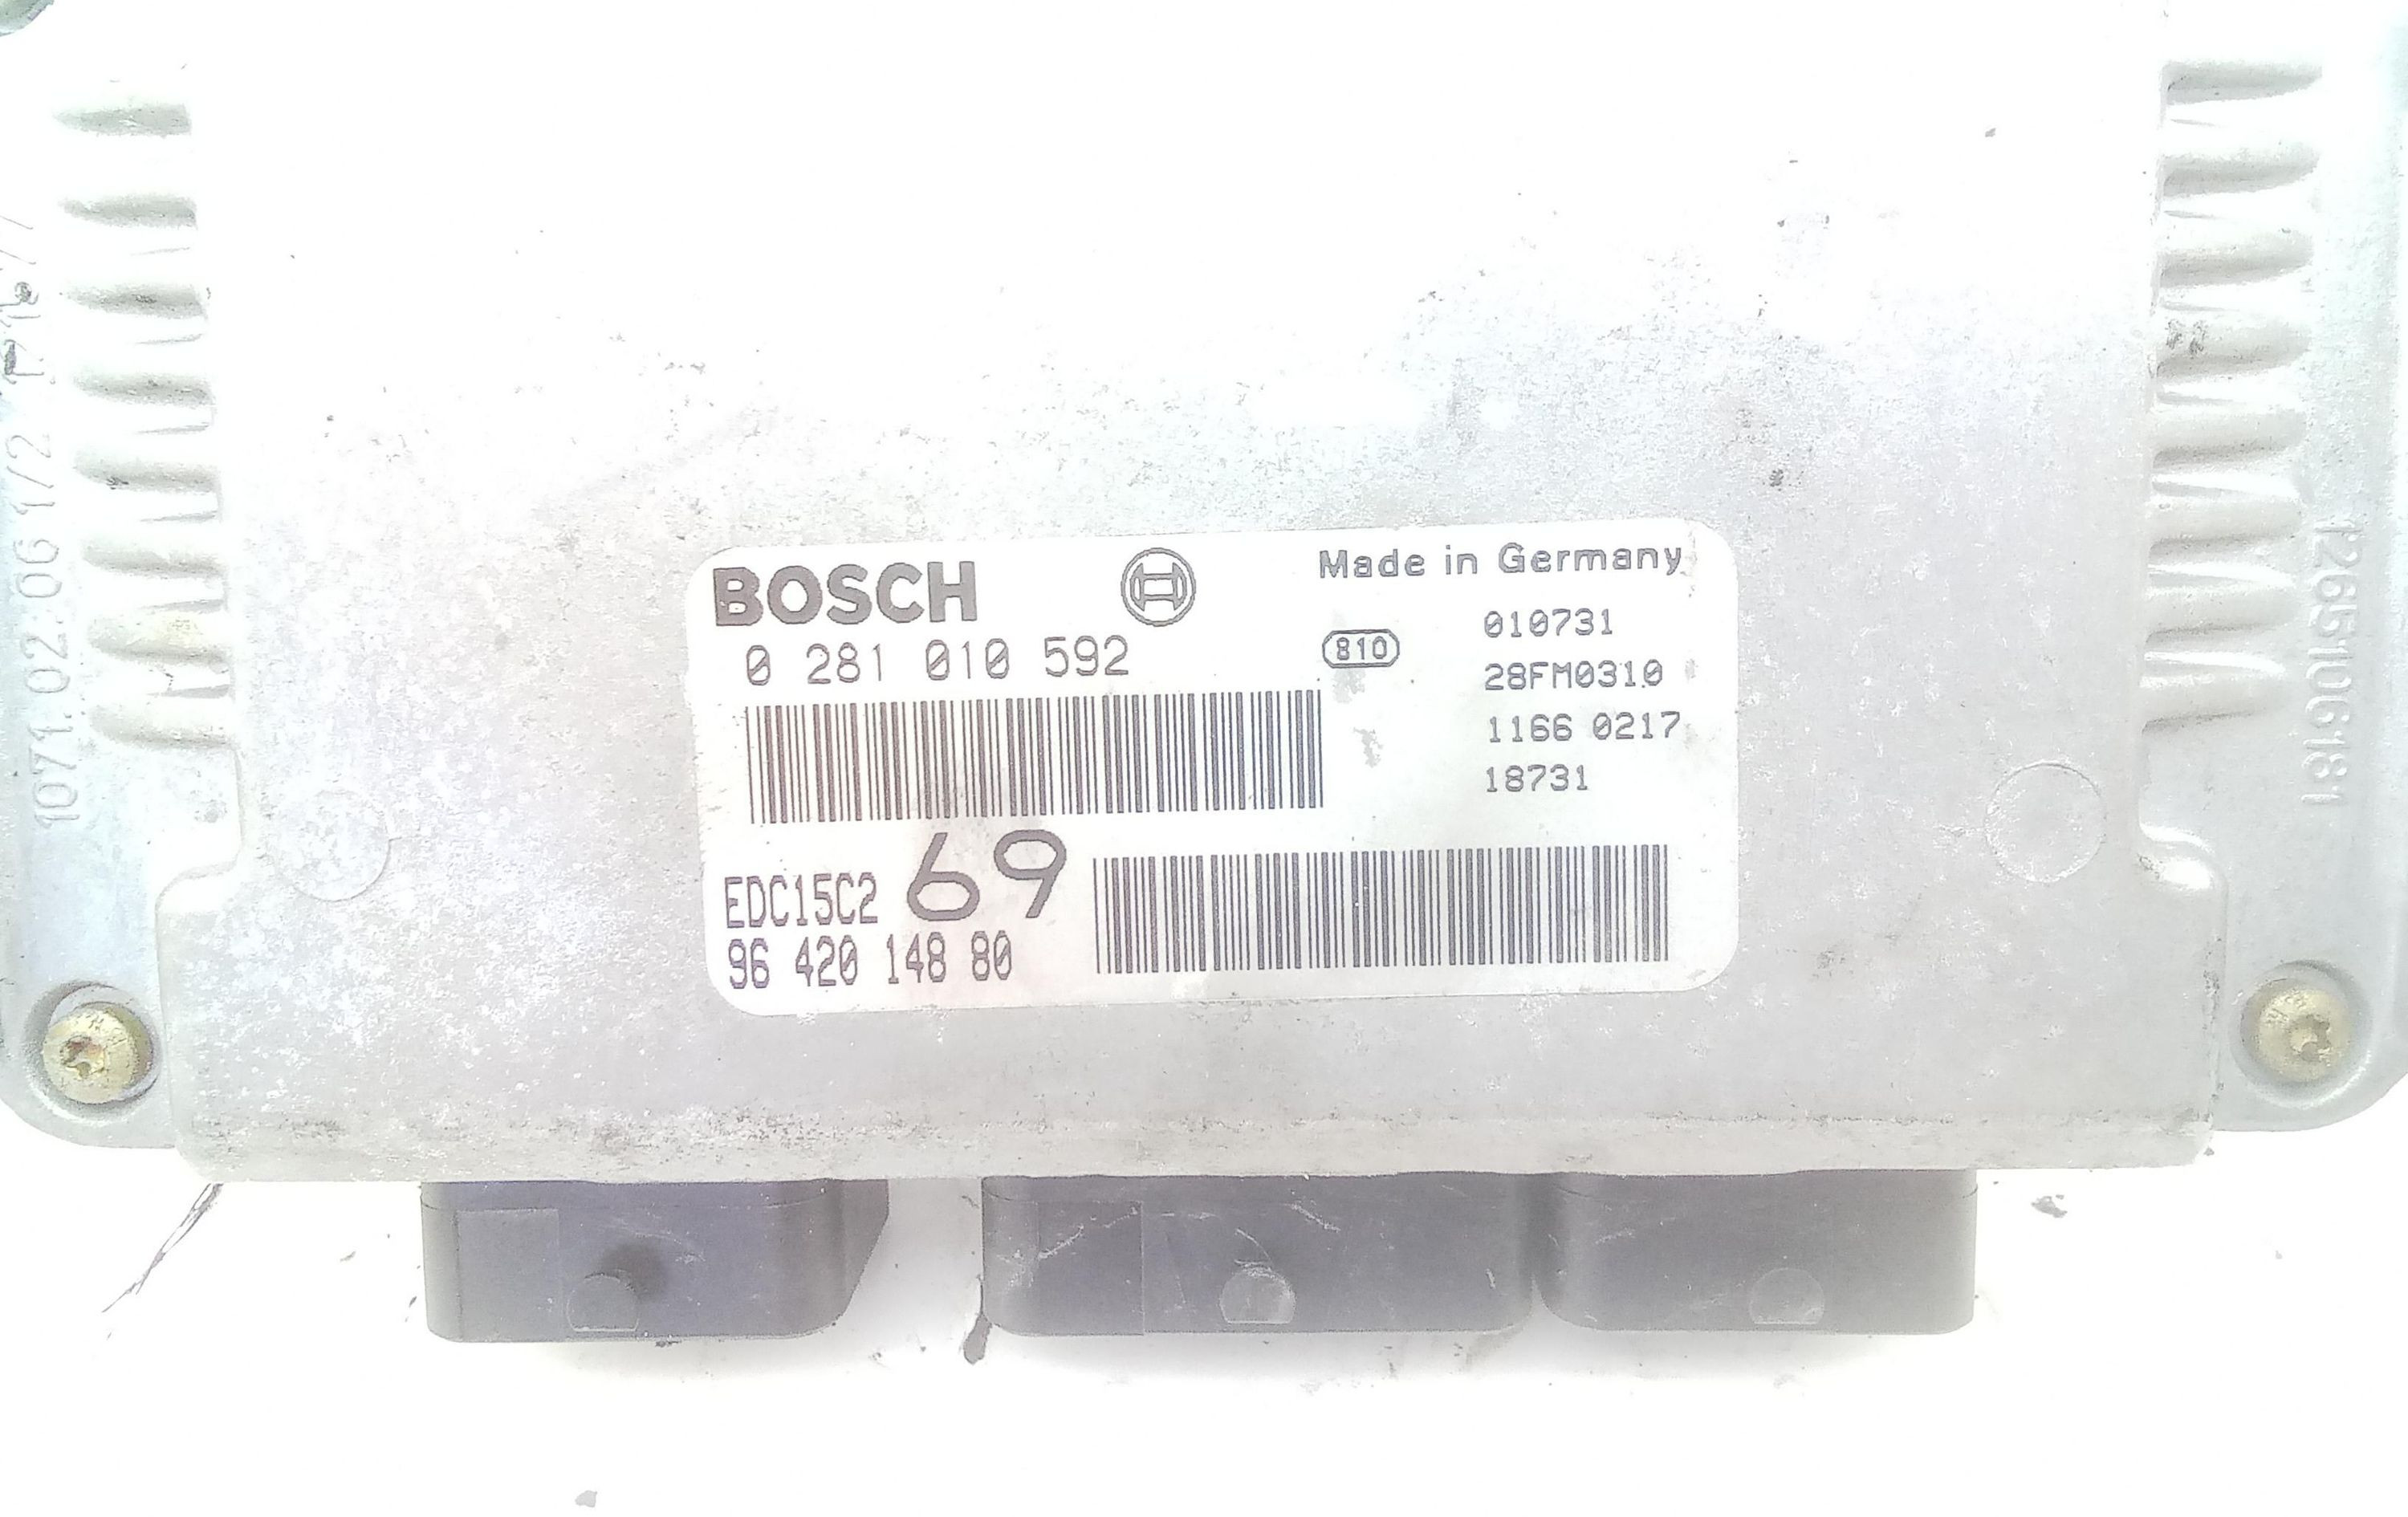 BOSCH
Made in Germany
0 281 010 592
810
010731
28FM0310
1166 0217
18731
EDC15C2 69
96 420 148 80
1265106181